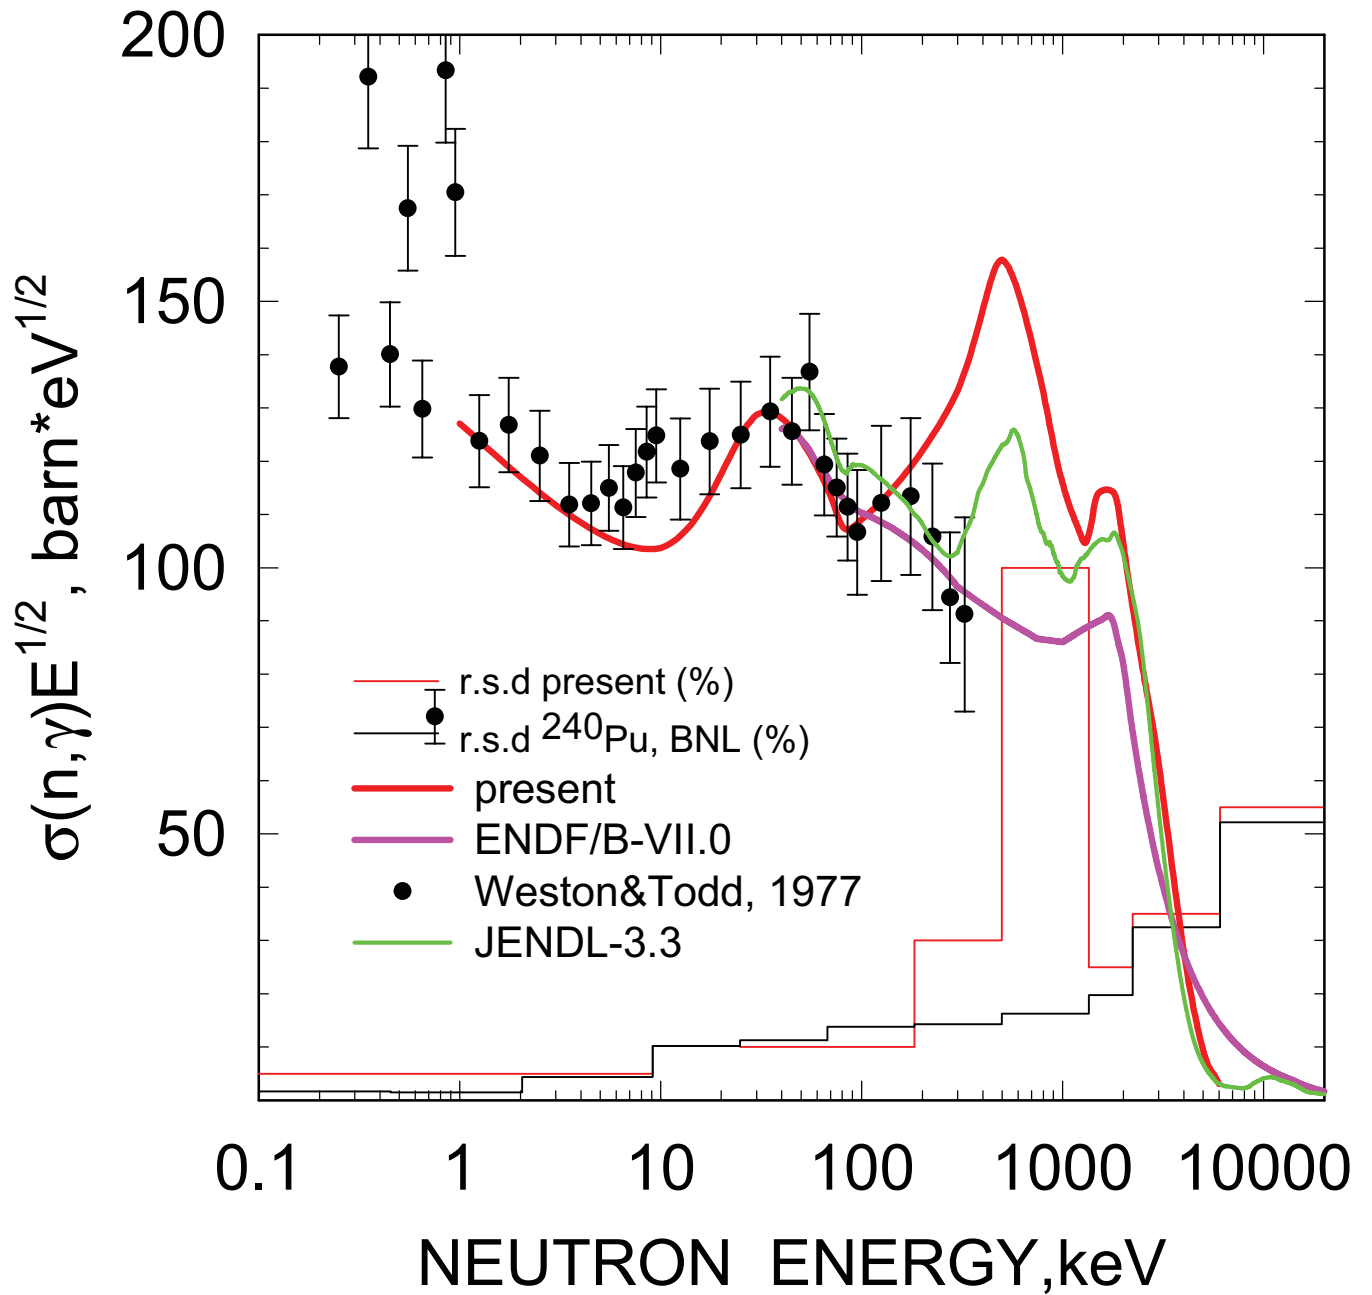 200
150
100
50
σ(n,γ)E^1/2 , barn*eV^1/2
r.s.d present (%)
r.s.d ^240Pu, BNL (%)
present
ENDF/B-VII.0
Weston&Todd, 1977
JENDL-3.3
0.1 1 10 100 1000 10000
NEUTRON ENERGY,keV